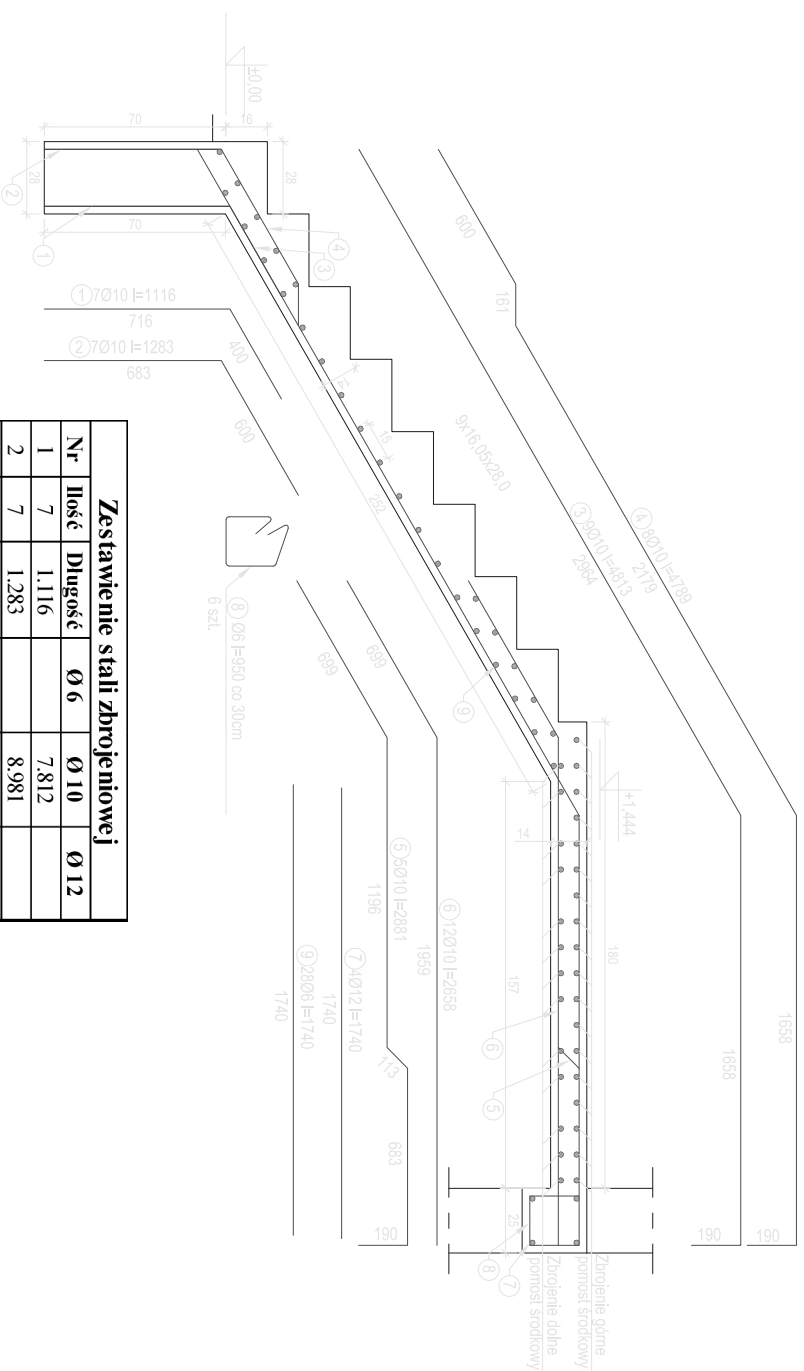 ±0,00
70
16
28
28
70
②
①
④
③
①7Ø10 l=1116
716
400
②7Ø10 l=1283
683
600
600
161
9x16,05x28,0
③9Ø10 l=4813
2964
④8Ø10 l=4789
2179
14
15
252
⑨
⑧ Ø6 l=950 co 30cm
6 szt.
699
699
⑤5Ø10 l=2881
1196
⑥12Ø10 l=2658
1959
⑦4Ø12 l=1740
1740
⑨28Ø6 l=1740
1740
113
683
190
+1,444
14
180
157
⑥
⑤
25
⑧
⑦
1658
1658
190
190
Zbrojenie górne
pomost środkowy
Zbrojenie dolne
pomost środkowy
Zestawienie stali zbrojeniowej
Nr Ilość Długość Ø 6 Ø 10 Ø 12
1 7 1.116 7.812
2 7 1.283 8.981